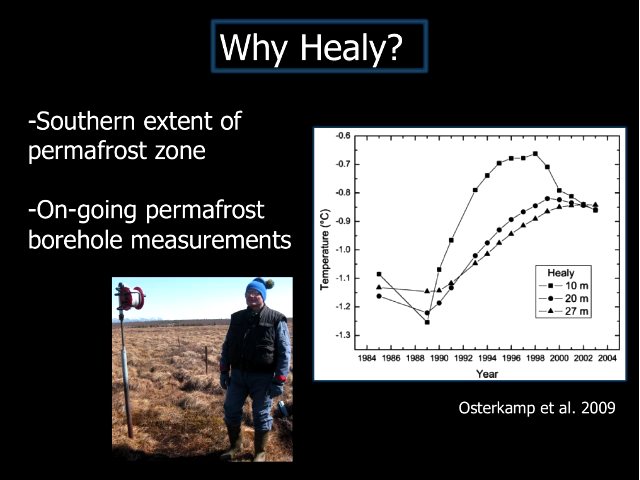 Why Healy?
-Southern extent of
permafrost zone
-On-going permafrost
borehole measurements
-0.6
-0.7
-0.8
-0.9
-1.0
-1.1
-1.2
-1.3
Temperature (°C)
Healy
10 m
20 m
27 m
1984 1986 1988 1990 1992 1994 1996 1998 2000 2002 2004
Year
Osterkamp et al. 2009